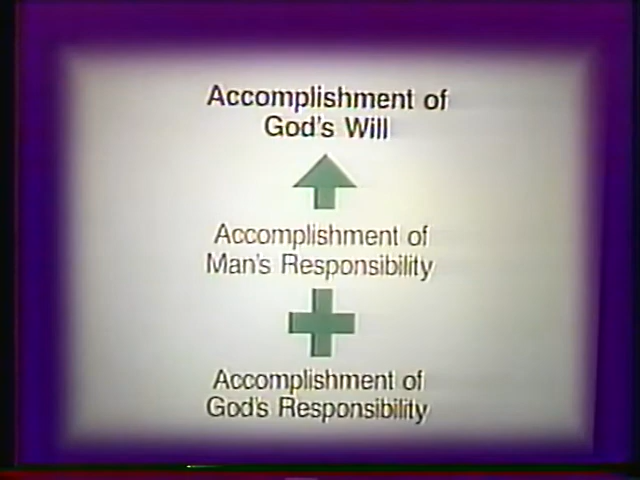 Accomplishment of
God's Will
Accomplishment of
Man's Responsibility
Accomplishment of
God's Responsibility